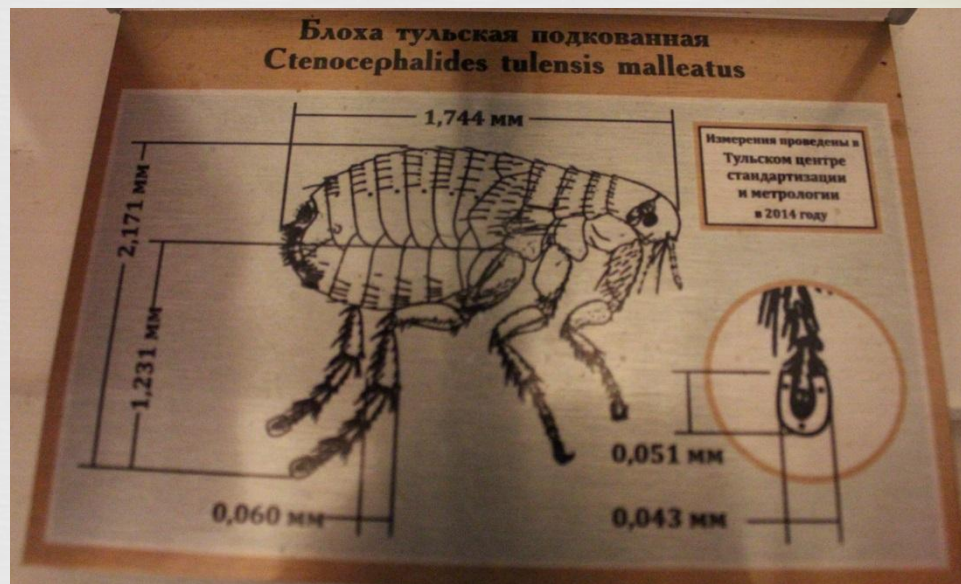 Блоха тульская подкованная
Ctenocephalides tulensis malleatus
1,744 мм
Измерения проведены в
Тульском центре
стандартизации
и метрологии
в 2014 году
2,171 мм
1,231 мм
0,051 мм
0,060 мм
0,043 мм